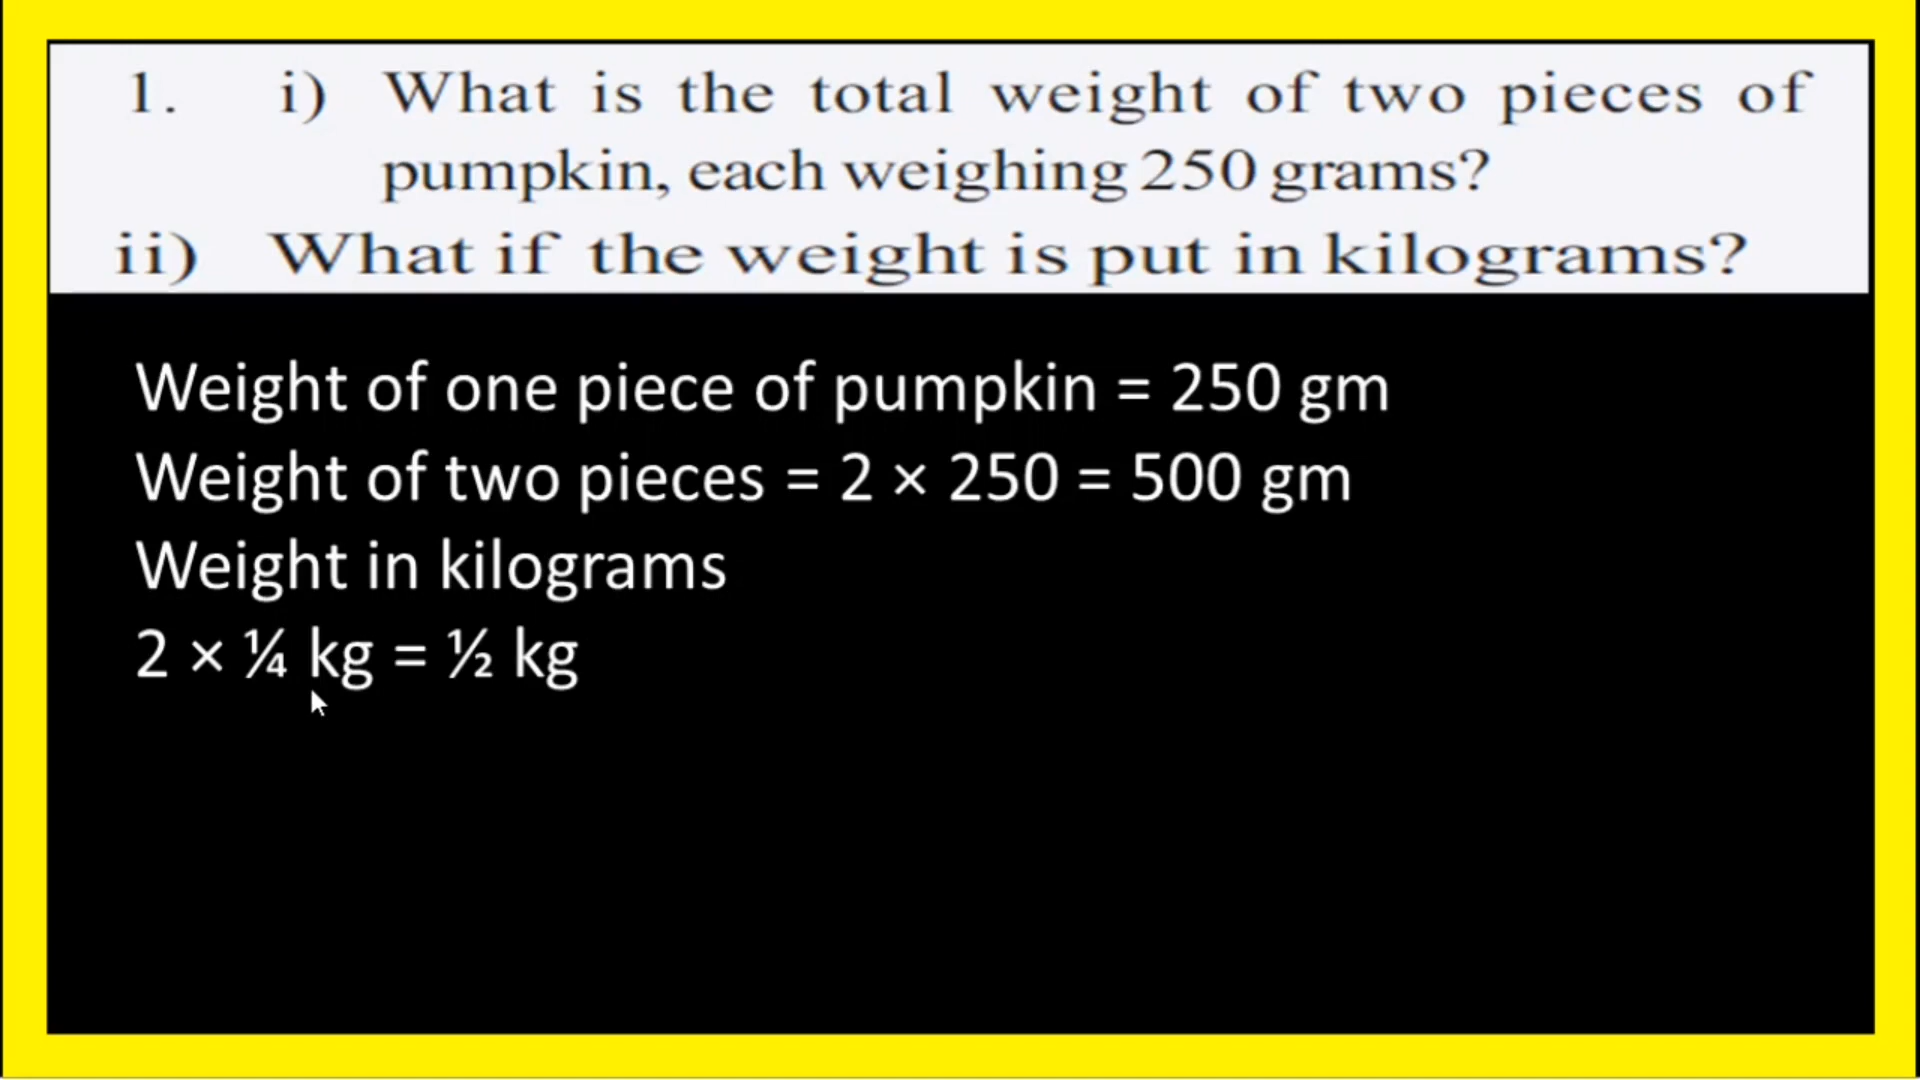 1. i) What is the total weight of two pieces of
pumpkin, each weighing 250 grams?
ii) What if the weight is put in kilograms?
Weight of one piece of pumpkin = 250 gm
Weight of two pieces = 2 × 250 = 500 gm
Weight in kilograms
2 × ¼ kg = ½ kg